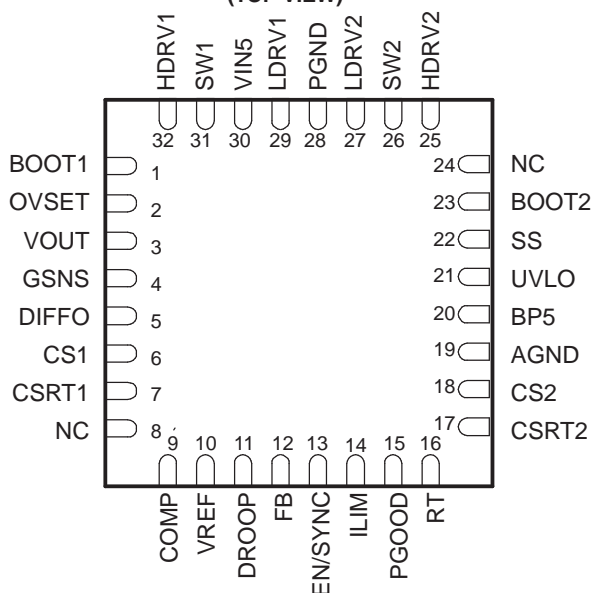 HDRV1
SW1
VIN5
LDRV1
PGND
LDRV2
SW2
HDRV2
32 31 30 29 28 27 26 25
BOOT1 1
OVSET 2
VOUT 3
GSNS 4
DIFFO 5
CS1 6
CSRT1 7
NC 8
24 NC
23 BOOT2
22 SS
21 UVLO
20 BP5
19 AGND
18 CS2
17 CSRT2
9 10 11 12 13 14 15 16
COMP
VREF
DROOP
FB
EN/SYNC
ILIM
PGOOD
RT